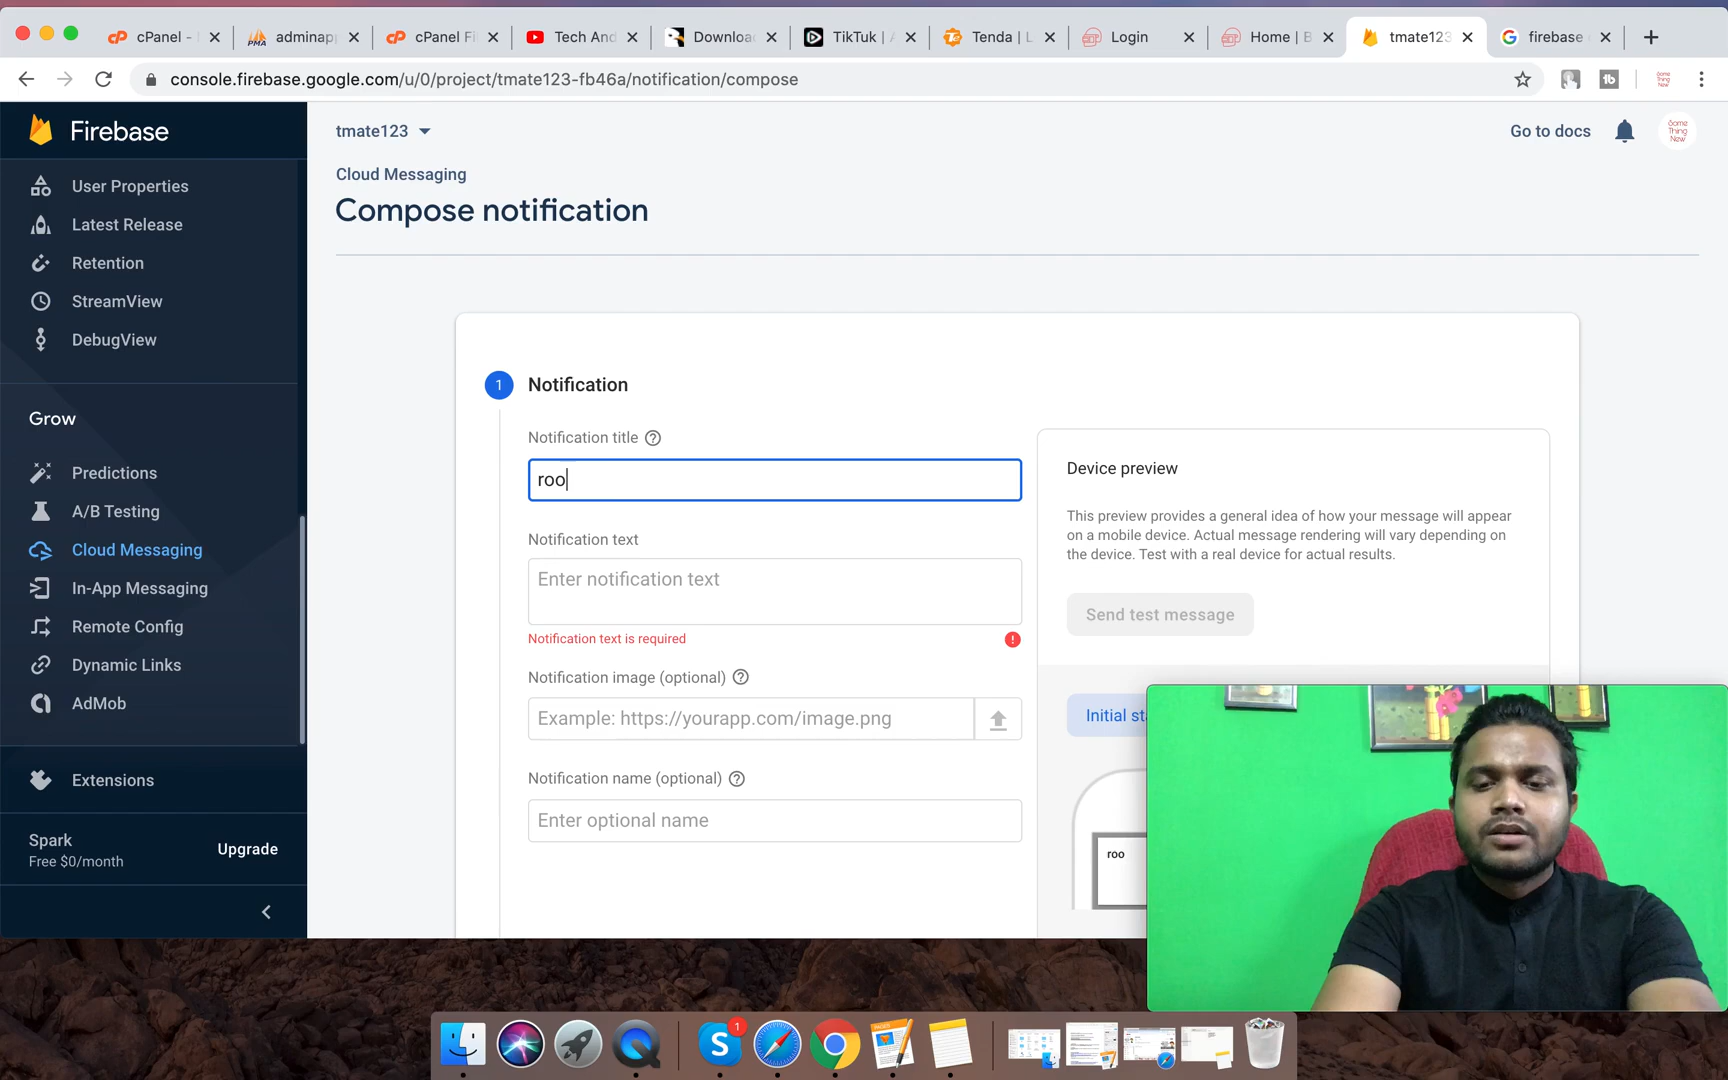 cPanel -
adminapp
cPanel Fi
Tech And
Downloa
TikTuk | A
Tenda | L
Login
Home | B
tmate123
firebase
console.firebase.google.com/u/0/project/tmate123-fb46a/notification/compose
Firebase
tmate123
Go to docs
Some
Thing
New
User Properties
Latest Release
Retention
StreamView
DebugView
Grow
Predictions
A/B Testing
Cloud Messaging
In-App Messaging
Remote Config
Dynamic Links
AdMob
Extensions
Spark
Free $0/month
Upgrade
Cloud Messaging
Compose notification
1 Notification
Notification title
roo
Notification text
Enter notification text
Notification text is required
Notification image (optional)
Example: https://yourapp.com/image.png
Notification name (optional)
Enter optional name
Device preview
This preview provides a general idea of how your message will appear
on a mobile device. Actual message rendering will vary depending on
the device. Test with a real device for actual results.
Send test message
Initial st
roo